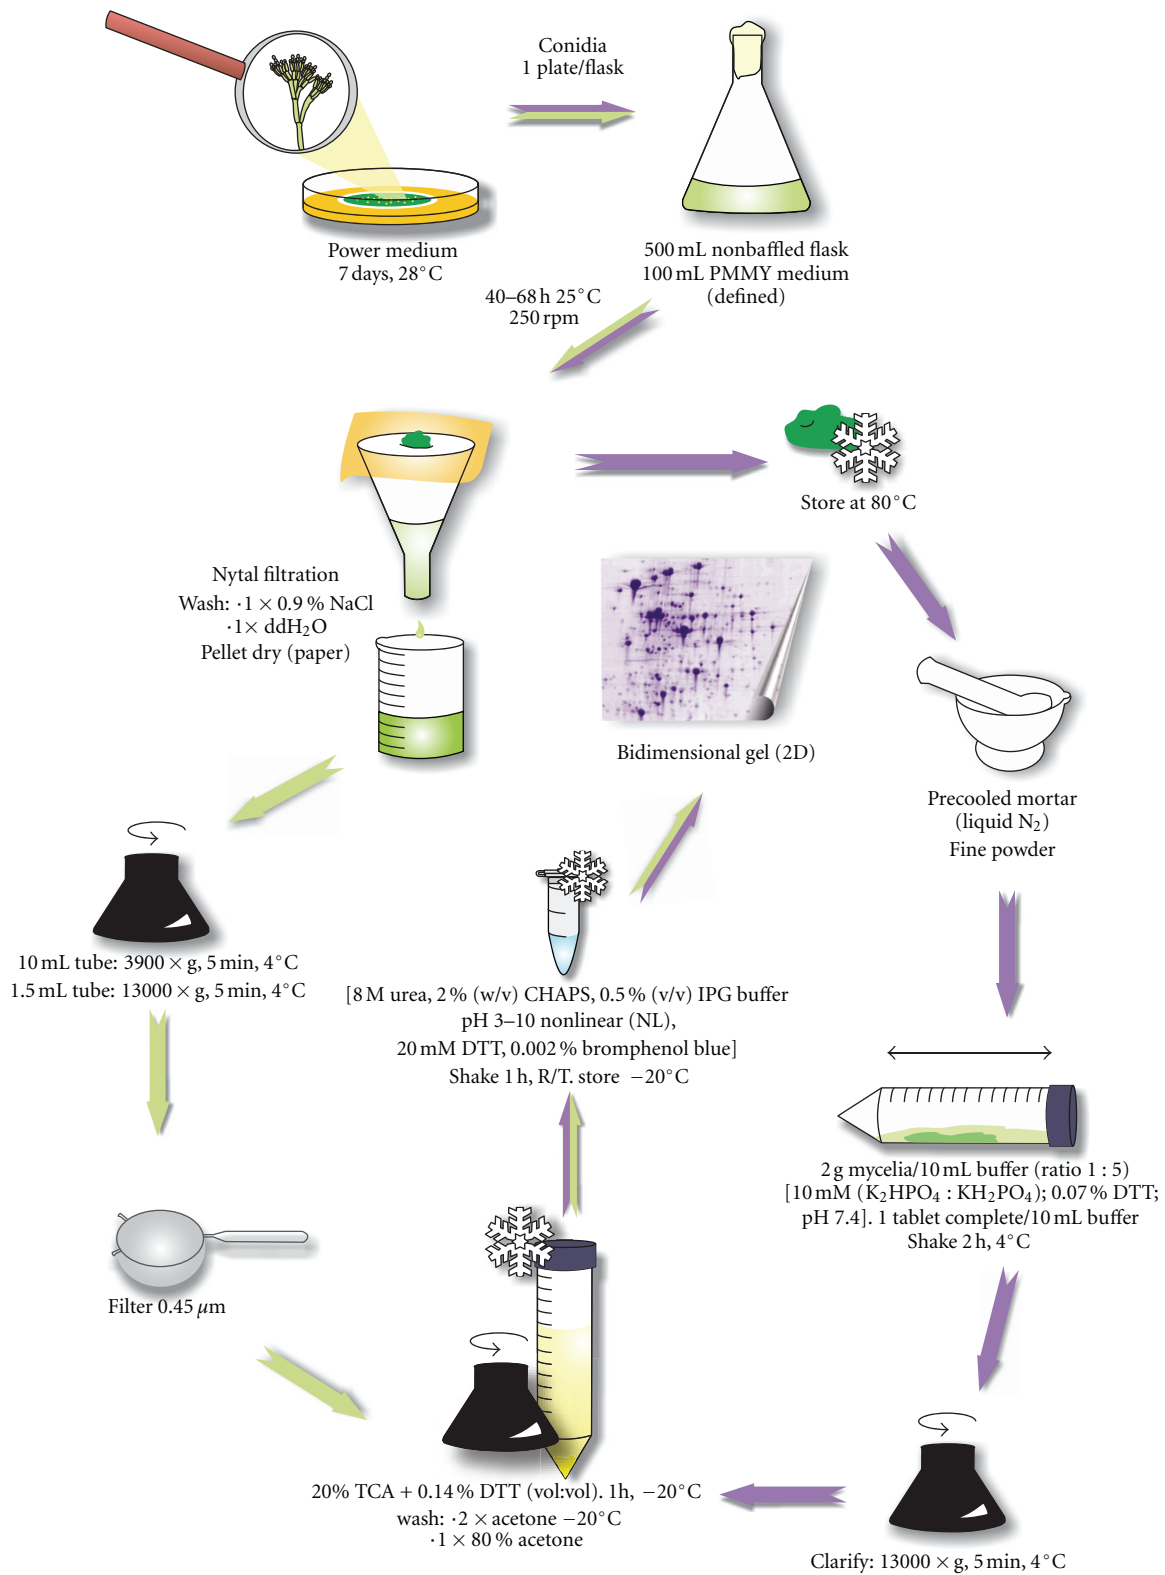 Conidia
1 plate/flask
Power medium
7 days, 28°C
500 mL nonbaffled flask
100 mL PMMY medium
(defined)
40–68 h 25°C
250 rpm
Store at 80°C
Nytal filtration
Wash: ·1 × 0.9 % NaCl
·1× ddH₂O
Pellet dry (paper)
Bidimensional gel (2D)
Precooled mortar
(liquid N₂)
Fine powder
10 mL tube: 3900 × g, 5 min, 4°C
1.5 mL tube: 13000 × g, 5 min, 4°C
[8 M urea, 2 % (w/v) CHAPS, 0.5 % (v/v) IPG buffer
pH 3–10 nonlinear (NL),
20 mM DTT, 0.002 % bromphenol blue]
Shake 1 h, R/T. store −20°C
2 g mycelia/10 mL buffer (ratio 1 : 5)
[10 mM (K₂HPO₄ : KH₂PO₄); 0.07 % DTT;
pH 7.4]. 1 tablet complete/10 mL buffer
Shake 2 h, 4°C
Filter 0.45 μm
20% TCA + 0.14 % DTT (vol:vol). 1h, −20°C
wash: ·2 × acetone −20°C
·1 × 80 % acetone
Clarify: 13000 × g, 5 min, 4°C